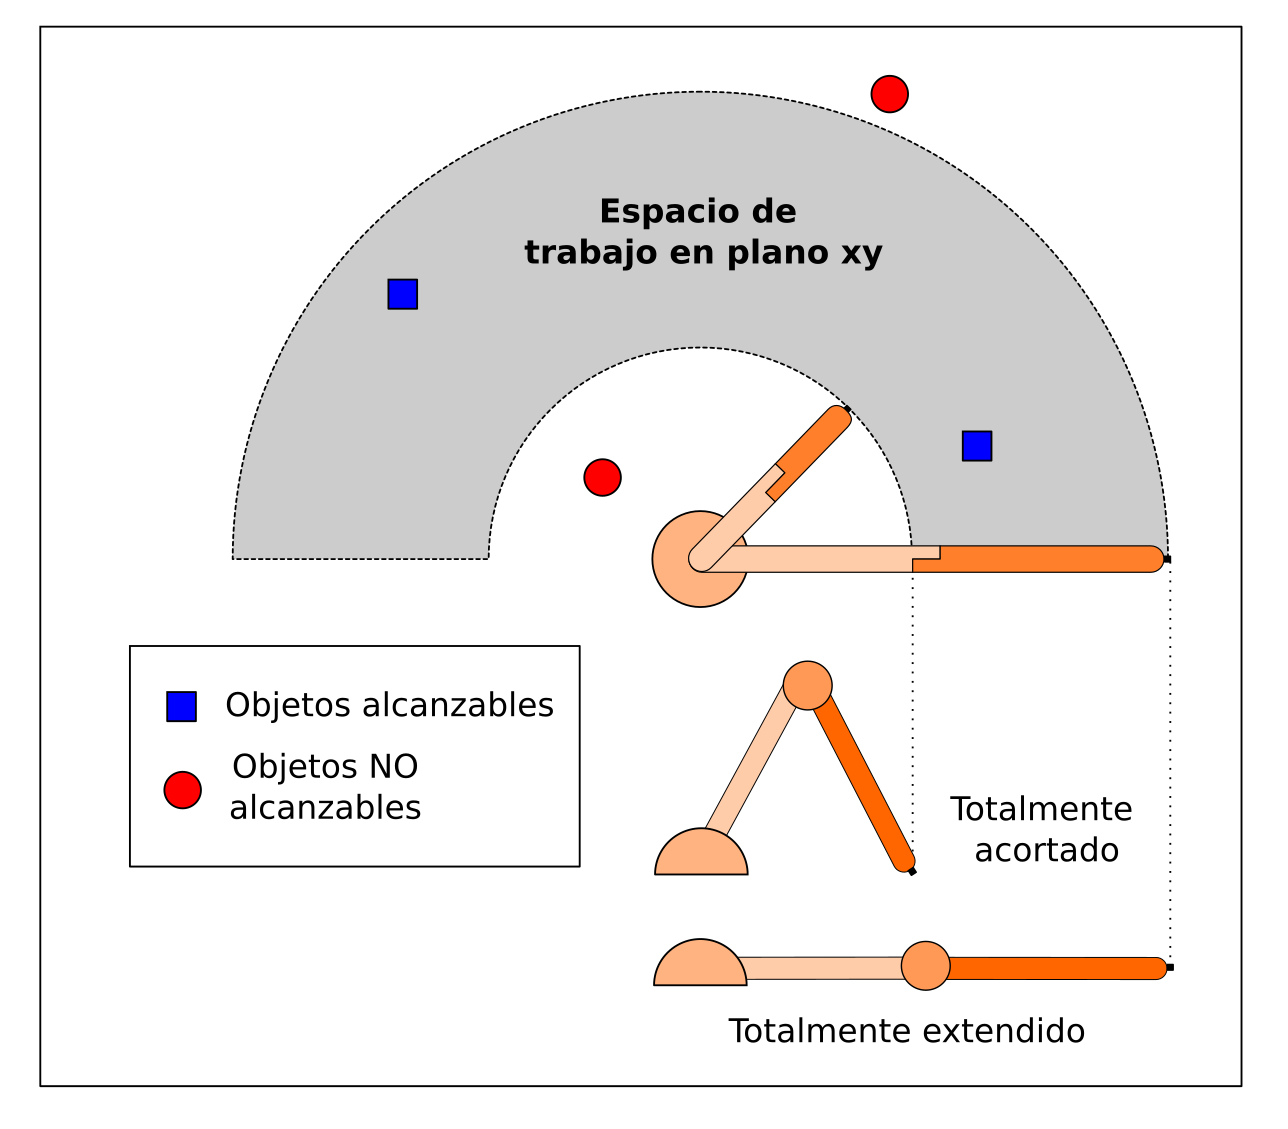 Espacio de
trabajo en plano xy
Objetos alcanzables
Objetos NO
alcanzables
Totalmente
acortado
Totalmente extendido